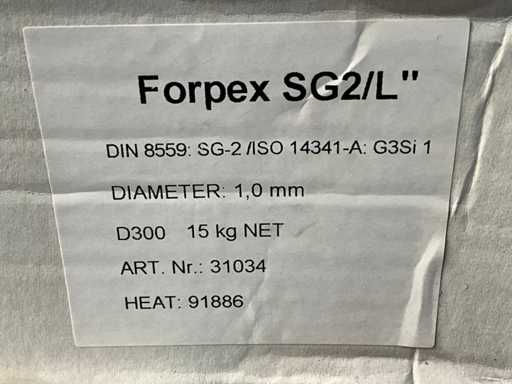 Forpex SG2/L"
DIN 8559: SG-2 /ISO 14341-A: G3Si 1
DIAMETER: 1,0 mm
D300 15 kg NET
ART. Nr.: 31034
HEAT: 91886